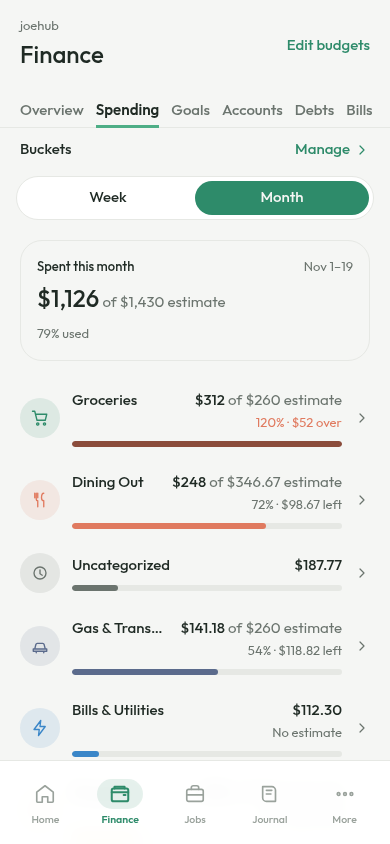 joehub
Finance
Edit budgets
Overview Spending Goals Accounts Debts Bills
Buckets
Manage
Week Month
Spent this month Nov 1–19
$1,126 of $1,430 estimate
79% used
Groceries $312 of $260 estimate
120% · $52 over
Dining Out $248 of $346.67 estimate
72% · $98.67 left
Uncategorized $187.77
Gas & Trans... $141.18 of $260 estimate
54% · $118.82 left
Bills & Utilities $112.30
No estimate
Home Finance Jobs Journal More